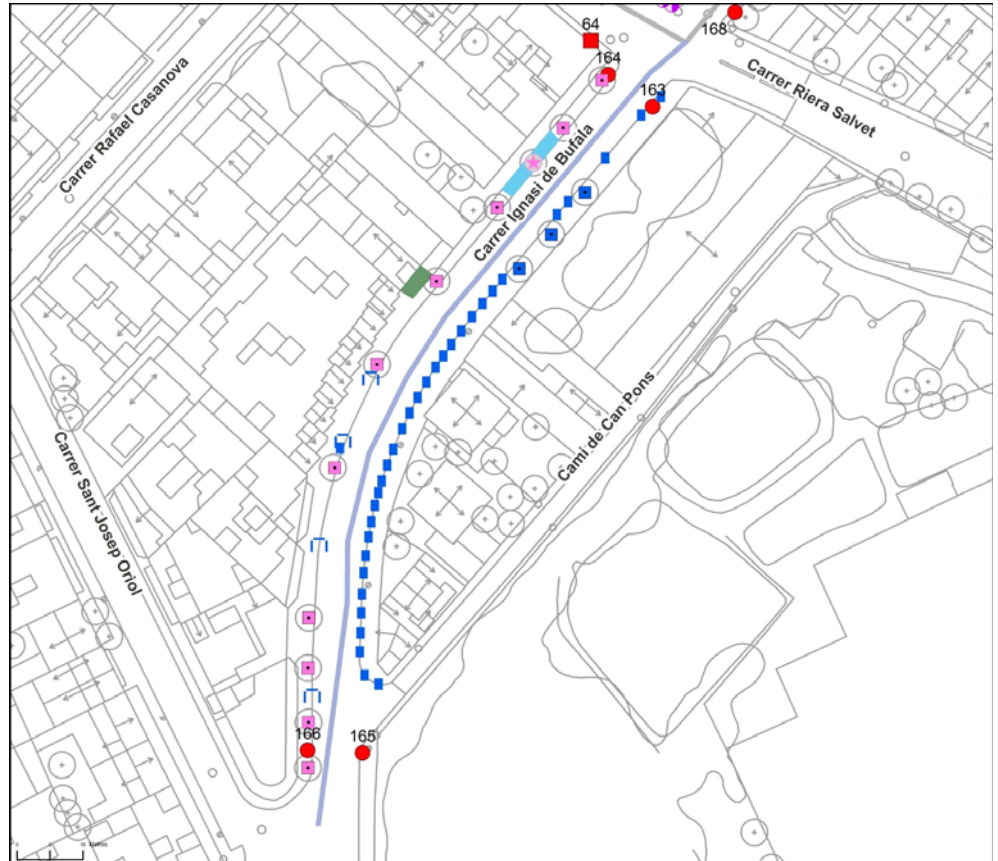 64
168
164
163
Carrer Riera Salvet
Carrer Rafael Casanova
Carrer Ignasi de Bufala
Cami de Can Pons
Carrer Sant Josep Oriol
166
165